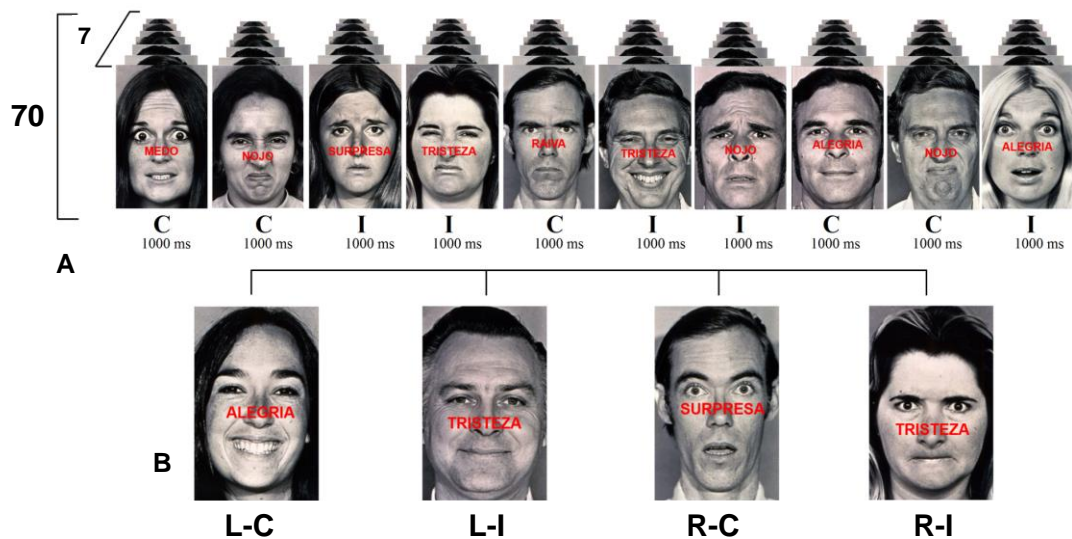 7
70
MEDO NOJO SURPRESA TRISTEZA RAIVA TRISTEZA NOJO ALEGRIA NOJO ALEGRIA
C C I I C I I C C I
1000 ms 1000 ms 1000 ms 1000 ms 1000 ms 1000 ms 1000 ms 1000 ms 1000 ms 1000 ms
A
ALEGRIA TRISTEZA SURPRESA TRISTEZA
B
L-C L-I R-C R-I